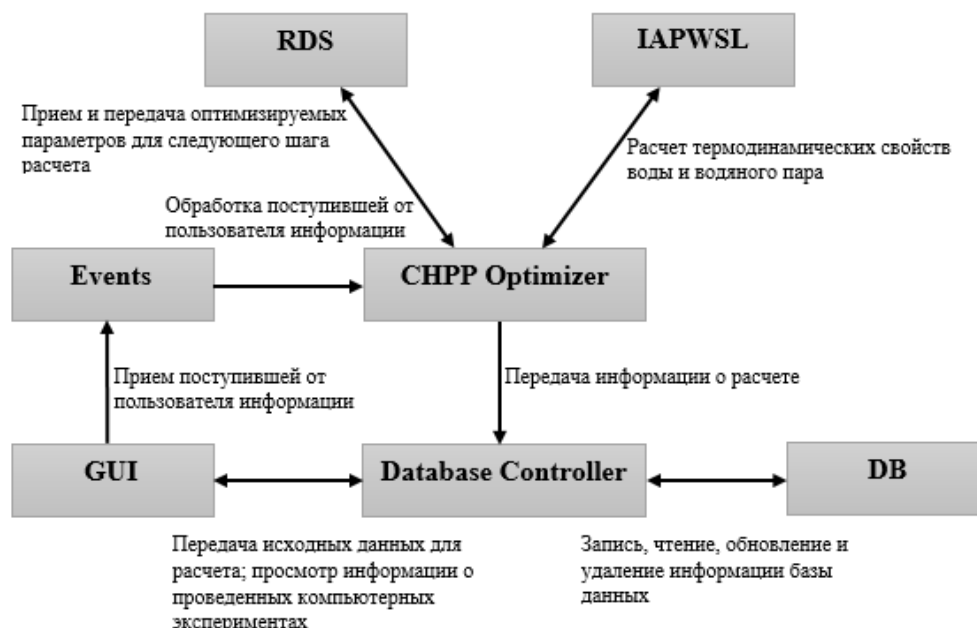 RDS
IAPWSL
Прием и передача оптимизируемых
параметров для следующего шага
расчета
Расчет термодинамических свойств
воды и водяного пара
Обработка поступившей от
пользователя информации
Events
CHPP Optimizer
Прием поступившей от
пользователя информации
Передача информации о расчете
GUI
Database Controller
DB
Передача исходных данных для
расчета; просмотр информации о
проведенных компьютерных
экспериментах
Запись, чтение, обновление и
удаление информации базы
данных